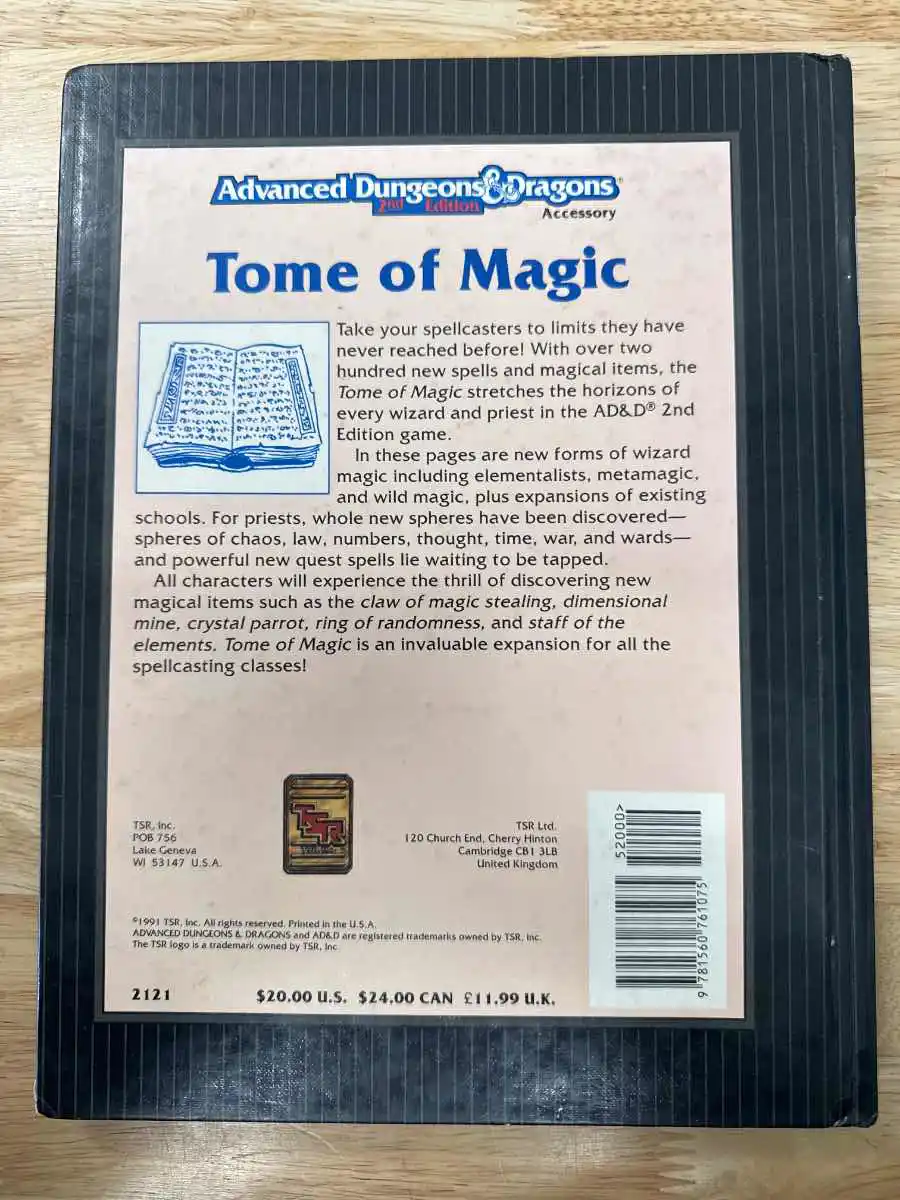 Advanced Dungeons & Dragons®
2nd Edition
Accessory
Tome of Magic
Take your spellcasters to limits they have
never reached before! With over two
hundred new spells and magical items, the
Tome of Magic stretches the horizons of
every wizard and priest in the AD&D® 2nd
Edition game.
In these pages are new forms of wizard
magic including elementalists, metamagic,
and wild magic, plus expansions of existing
schools. For priests, whole new spheres have been discovered—
spheres of chaos, law, numbers, thought, time, war, and wards—
and powerful new quest spells lie waiting to be tapped.
All characters will experience the thrill of discovering new
magical items such as the claw of magic stealing, dimensional
mine, crystal parrot, ring of randomness, and staff of the
elements. Tome of Magic is an invaluable expansion for all the
spellcasting classes!
TSR, Inc.
POB 756
Lake Geneva
WI 53147 U.S.A.
TSR
TSR Ltd.
120 Church End, Cherry Hinton
Cambridge CB1 3LB
United Kingdom
©1991 TSR, Inc. All rights reserved. Printed in the U.S.A.
ADVANCED DUNGEONS & DRAGONS and AD&D are registered trademarks owned by TSR, Inc.
The TSR logo is a trademark owned by TSR, Inc.
2121
$20.00 U.S. $24.00 CAN £11.99 U.K.
52000>
9 781560 761075